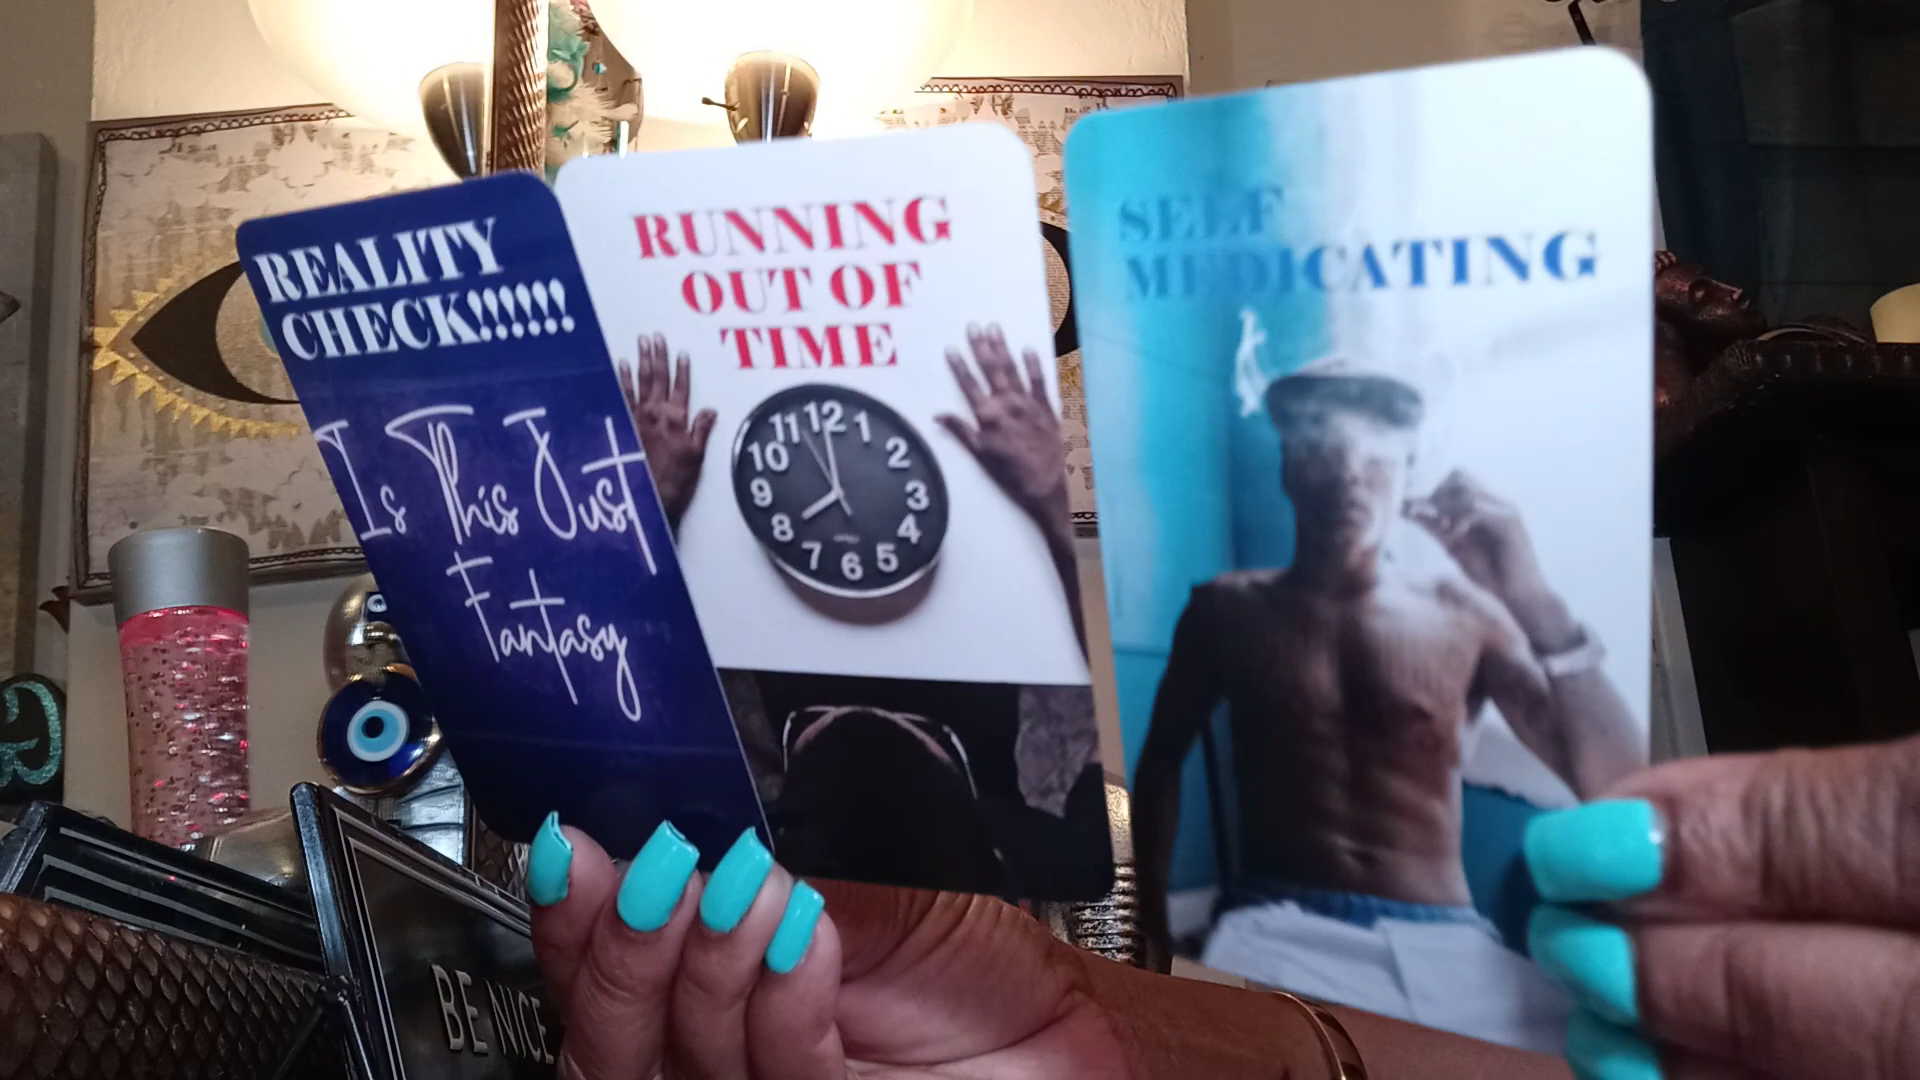 REALITY
CHECK!!!!!!
Is This Just
Fantasy
RUNNING
OUT OF
TIME
11 12 1
10 2
9 3
8 4
7 6 5
SELF
MEDICATING
BE NICE